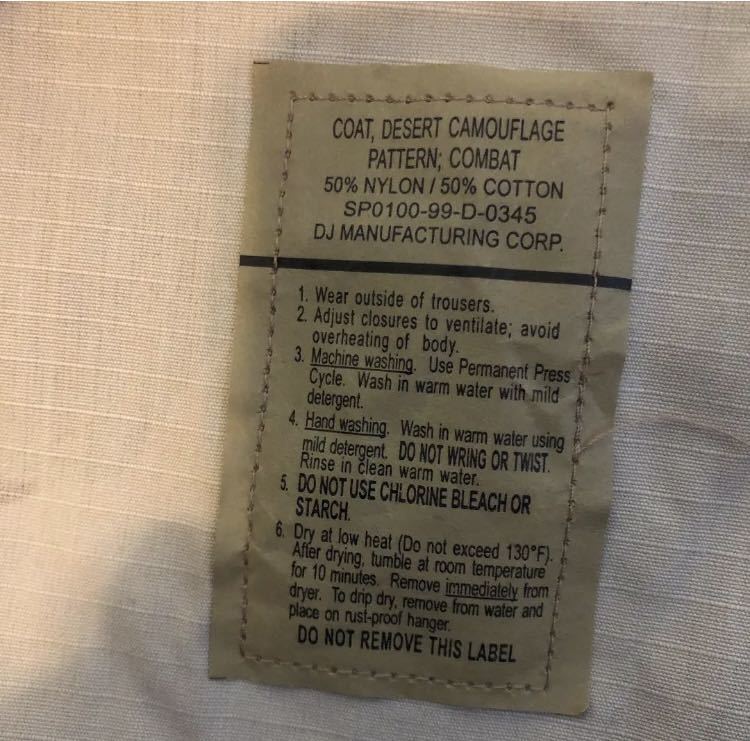 COAT, DESERT CAMOUFLAGE
PATTERN; COMBAT
50% NYLON / 50% COTTON
SP0100-99-D-0345
DJ MANUFACTURING CORP.
1. Wear outside of trousers.
2. Adjust closures to ventilate; avoid
overheating of body.
3. Machine washing. Use Permanent Press
Cycle. Wash in warm water with mild
detergent.
4. Hand washing. Wash in warm water using
mild detergent. DO NOT WRING OR TWIST.
Rinse in clean warm water.
5. DO NOT USE CHLORINE BLEACH OR
STARCH.
6. Dry at low heat (Do not exceed 130°F).
After drying, tumble at room temperature
for 10 minutes. Remove immediately from
dryer. To drip dry, remove from water and
place on rust-proof hanger.
DO NOT REMOVE THIS LABEL